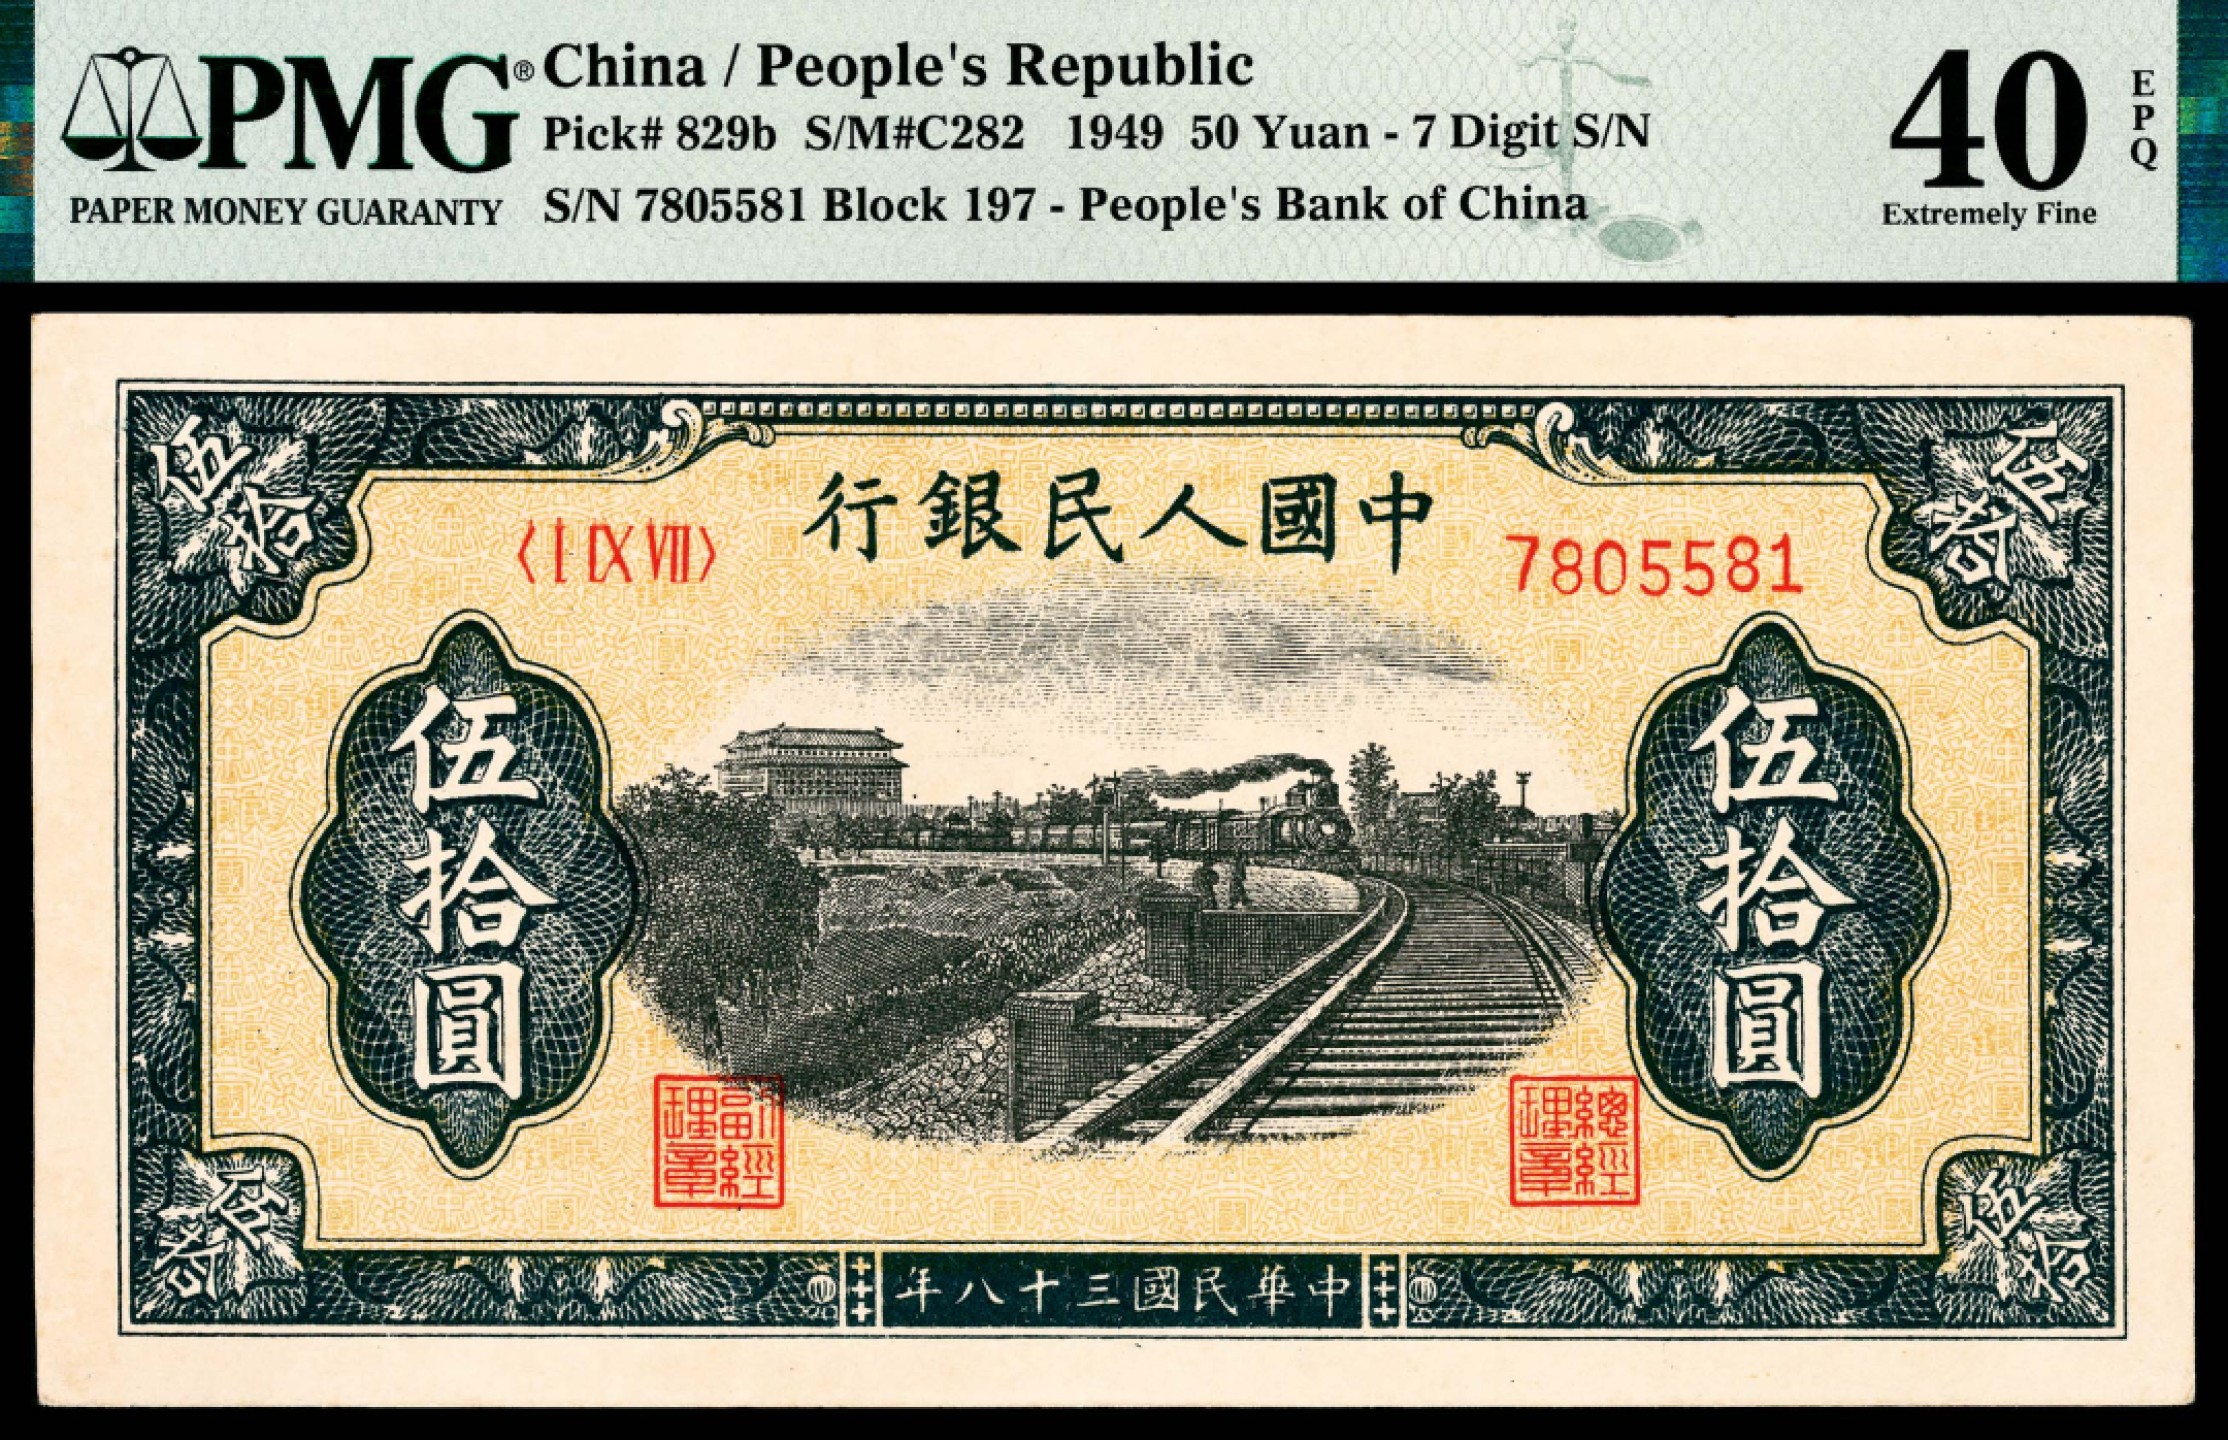 PMG®
PAPER MONEY GUARANTY
China / People's Republic
Pick# 829b S/M#C282 1949 50 Yuan - 7 Digit S/N
S/N 7805581 Block 197 - People's Bank of China
40
EPQ
Extremely Fine
伍拾
伍拾
行銀民人國中
〈I IX VII〉
7805581
伍拾圓
伍拾圓
副經理章
總經理章
伍拾
伍拾
年八十三國民華中